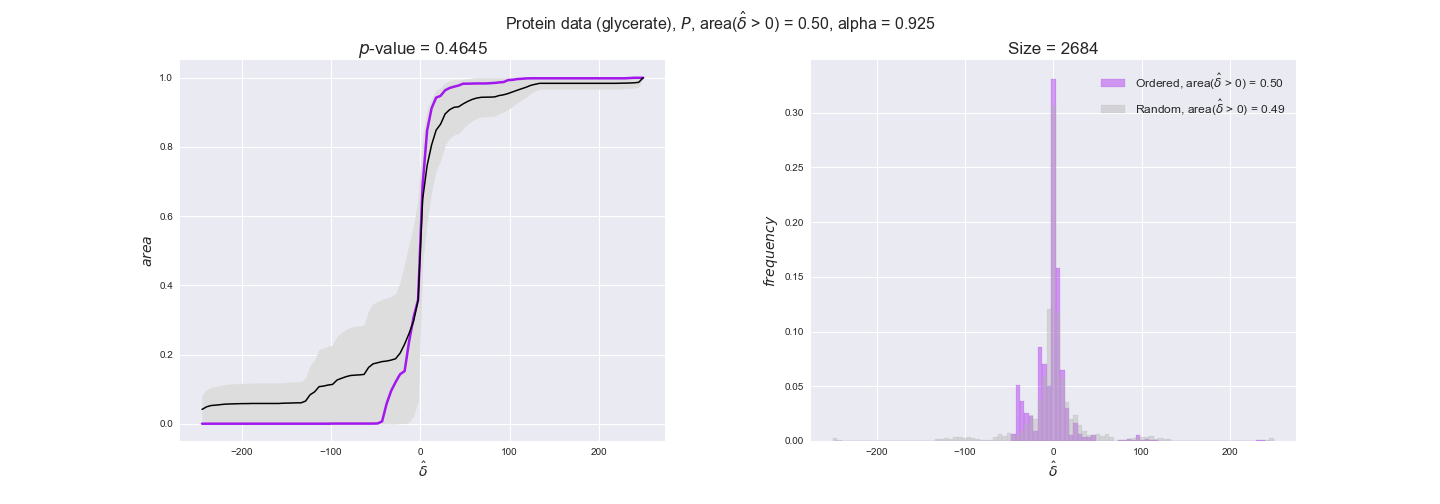 Protein data (glycerate), P, area(δ̂ > 0) = 0.50, alpha = 0.925
p-value = 0.4645
1.0
0.8
0.6
0.4
0.2
0.0
area
−200
−100
0
100
200
δ̂
Size = 2684
Ordered, area(δ̂ > 0) = 0.50
Random, area(δ̂ > 0) = 0.49
0.30
0.25
0.20
0.15
0.10
0.05
0.00
frequency
−200
−100
0
100
200
δ̂